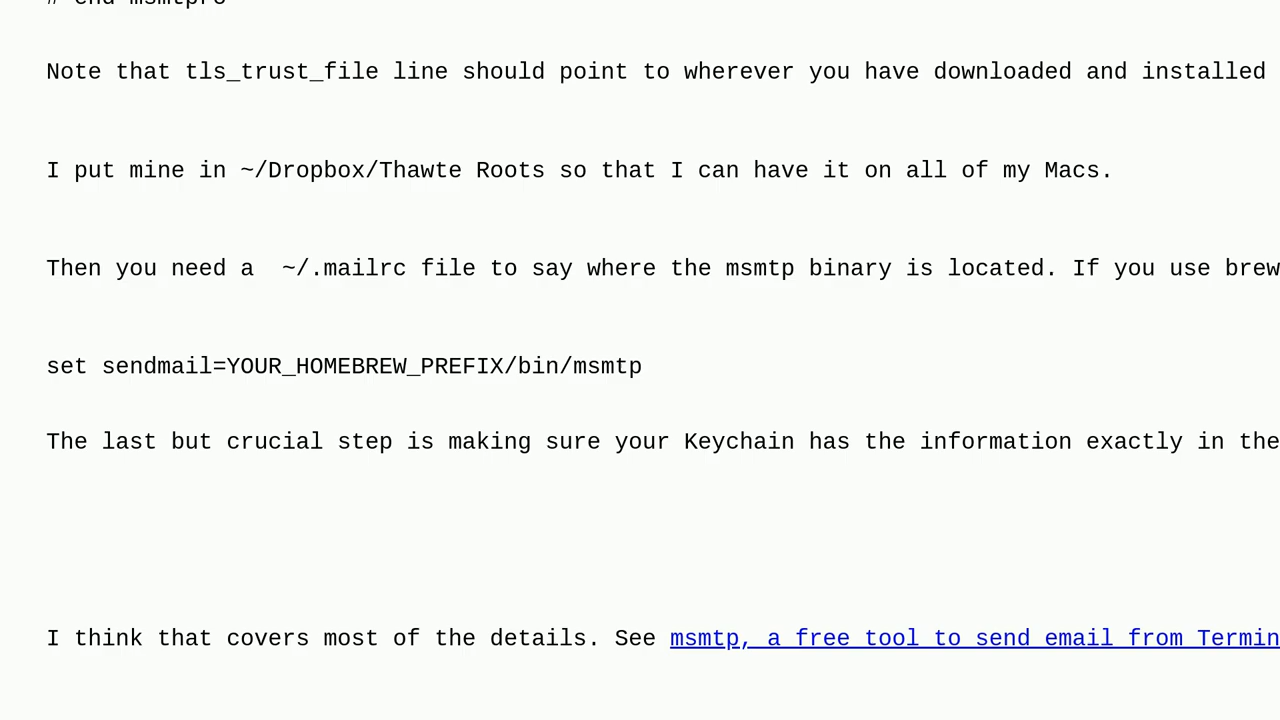 # end msmtprc
Note that tls_trust_file line should point to wherever you have downloaded and installed
I put mine in ~/Dropbox/Thawte Roots so that I can have it on all of my Macs.
Then you need a  ~/.mailrc file to say where the msmtp binary is located. If you use brew
set sendmail=YOUR_HOMEBREW_PREFIX/bin/msmtp
The last but crucial step is making sure your Keychain has the information exactly in the
I think that covers most of the details. See msmtp, a free tool to send email from Termin